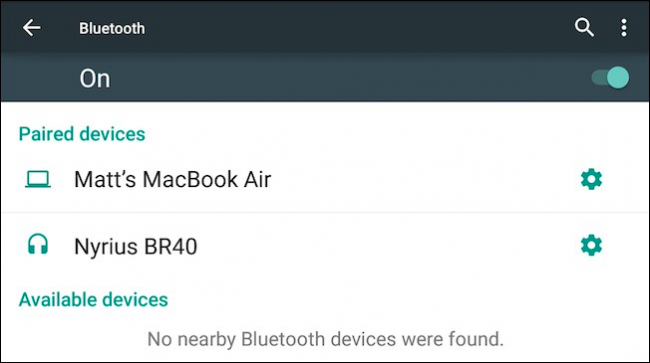 Bluetooth
On
Paired devices
Matt's MacBook Air
Nyrius BR40
Available devices
No nearby Bluetooth devices were found.